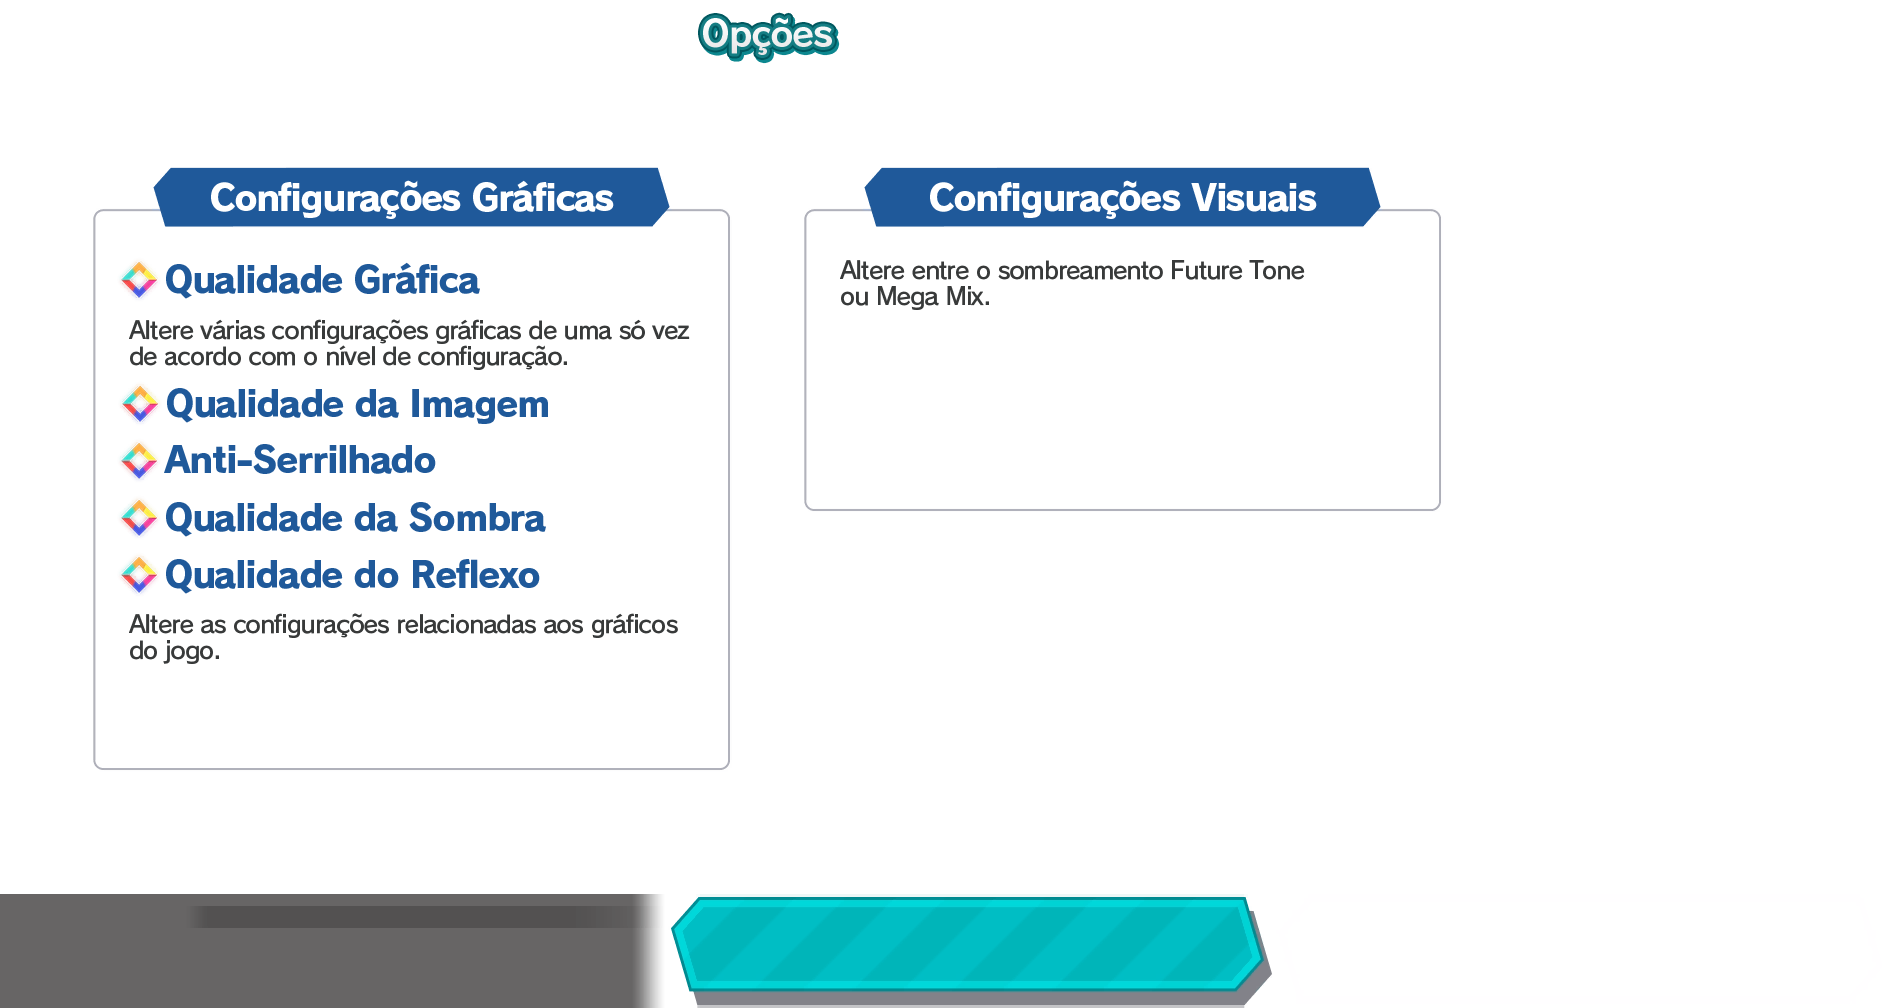 Opções
Configurações Gráficas
Qualidade Gráfica
Altere várias configurações gráficas de uma só vez
de acordo com o nível de configuração.
Qualidade da Imagem
Anti-Serrilhado
Qualidade da Sombra
Qualidade do Reflexo
Altere as configurações relacionadas aos gráficos
do jogo.
Configurações Visuais
Altere entre o sombreamento Future Tone
ou Mega Mix.